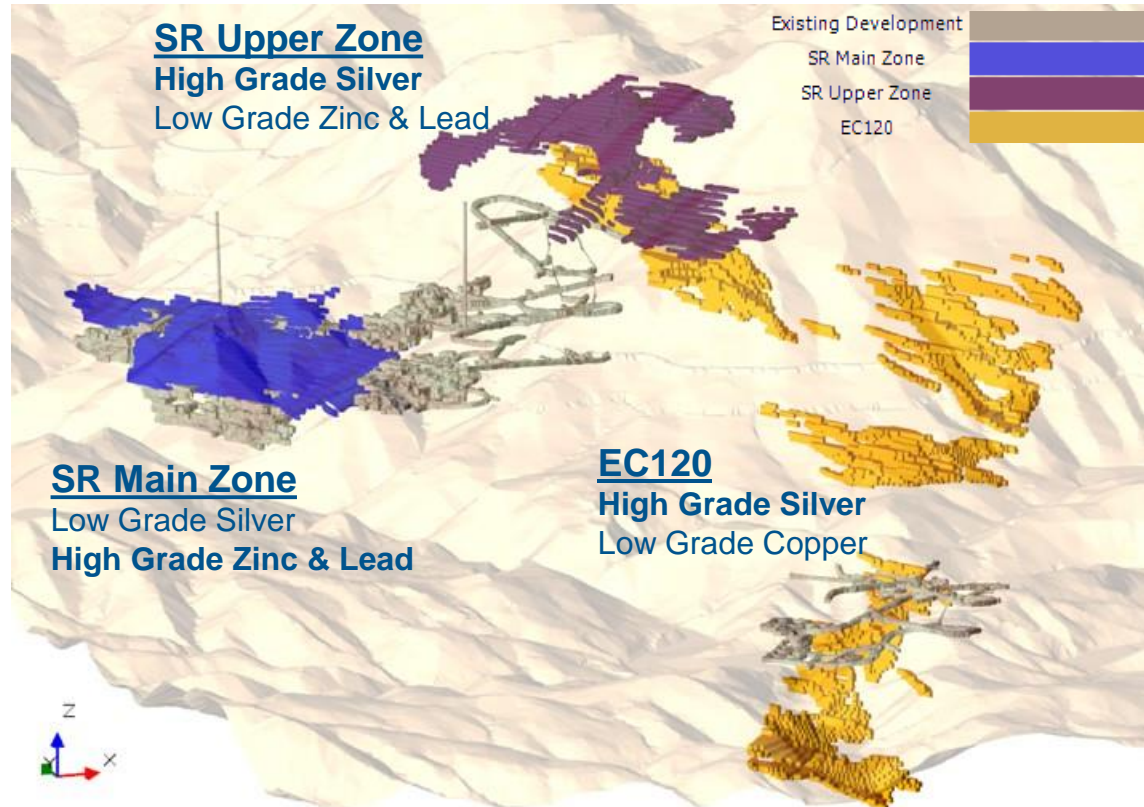 SR Upper Zone
High Grade Silver
Low Grade Zinc & Lead
Existing Development
SR Main Zone
SR Upper Zone
EC120
SR Main Zone
Low Grade Silver
High Grade Zinc & Lead
EC120
High Grade Silver
Low Grade Copper
Z
X